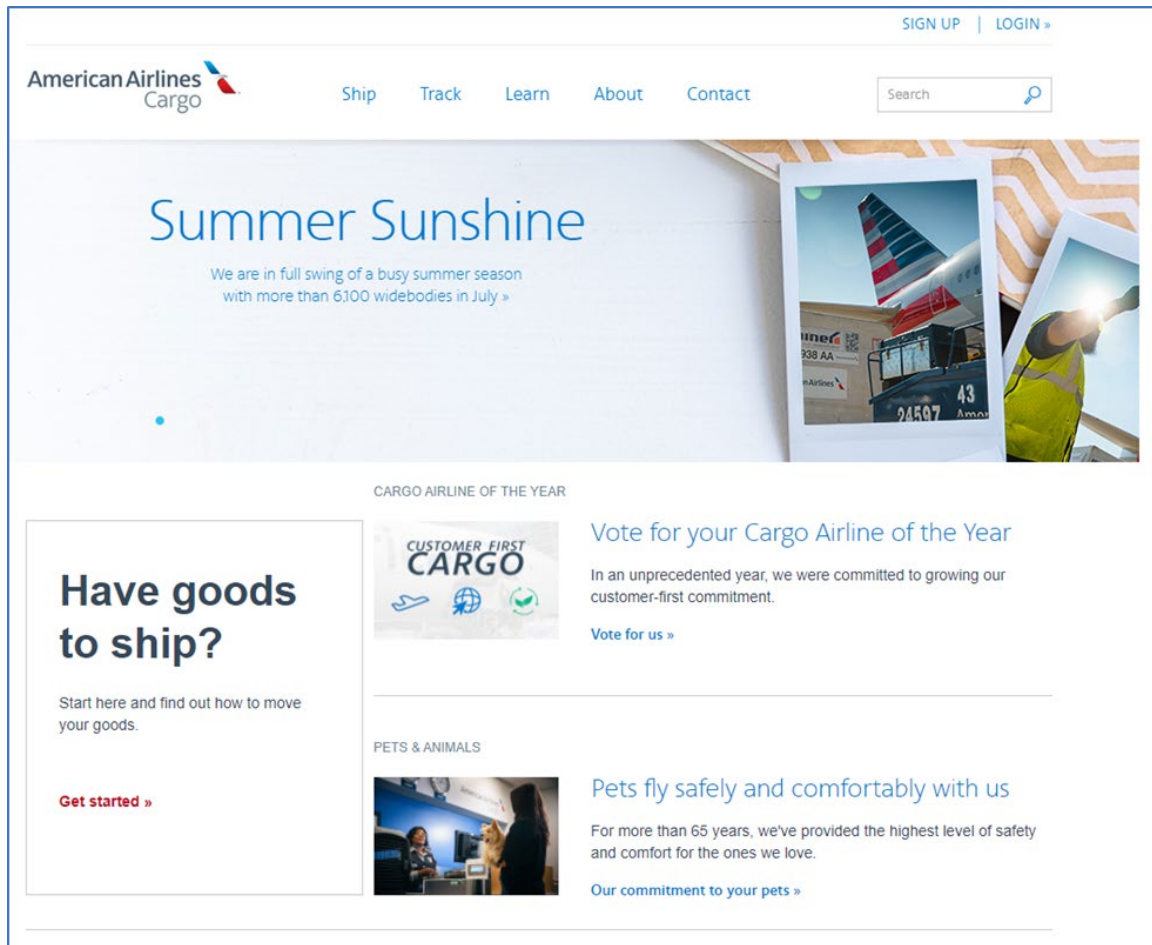 SIGN UP | LOGIN »
American Airlines
Cargo
Ship Track Learn About Contact
Search
Summer Sunshine
We are in full swing of a busy summer season
with more than 6,100 widebodies in July »
938 AA
43
24597
CARGO AIRLINE OF THE YEAR
Have goods
to ship?
Start here and find out how to move
your goods.
Get started »
CUSTOMER FIRST
CARGO
Vote for your Cargo Airline of the Year
In an unprecedented year, we were committed to growing our
customer-first commitment.
Vote for us »
PETS & ANIMALS
Pets fly safely and comfortably with us
For more than 65 years, we've provided the highest level of safety
and comfort for the ones we love.
Our commitment to your pets »